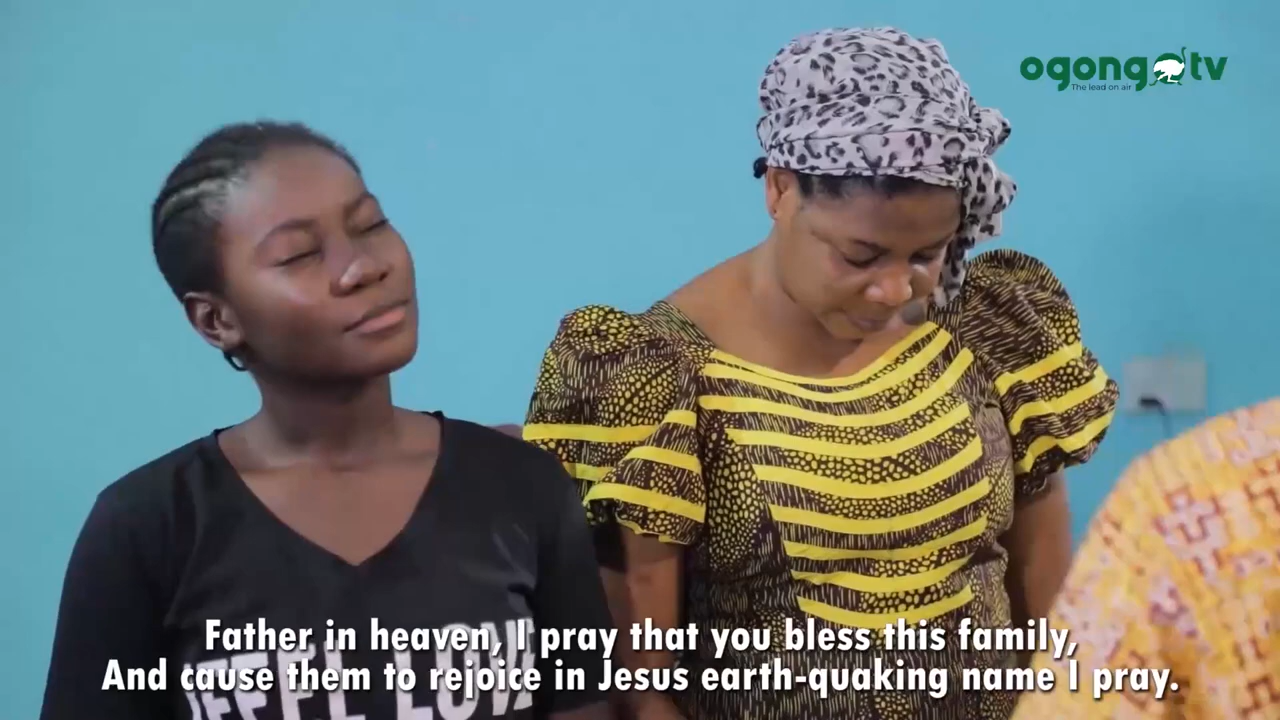 ogongotv
The lead on air
Father in heaven, I pray that you bless this family,
And cause them to rejoice in Jesus earth-quaking name I pray.